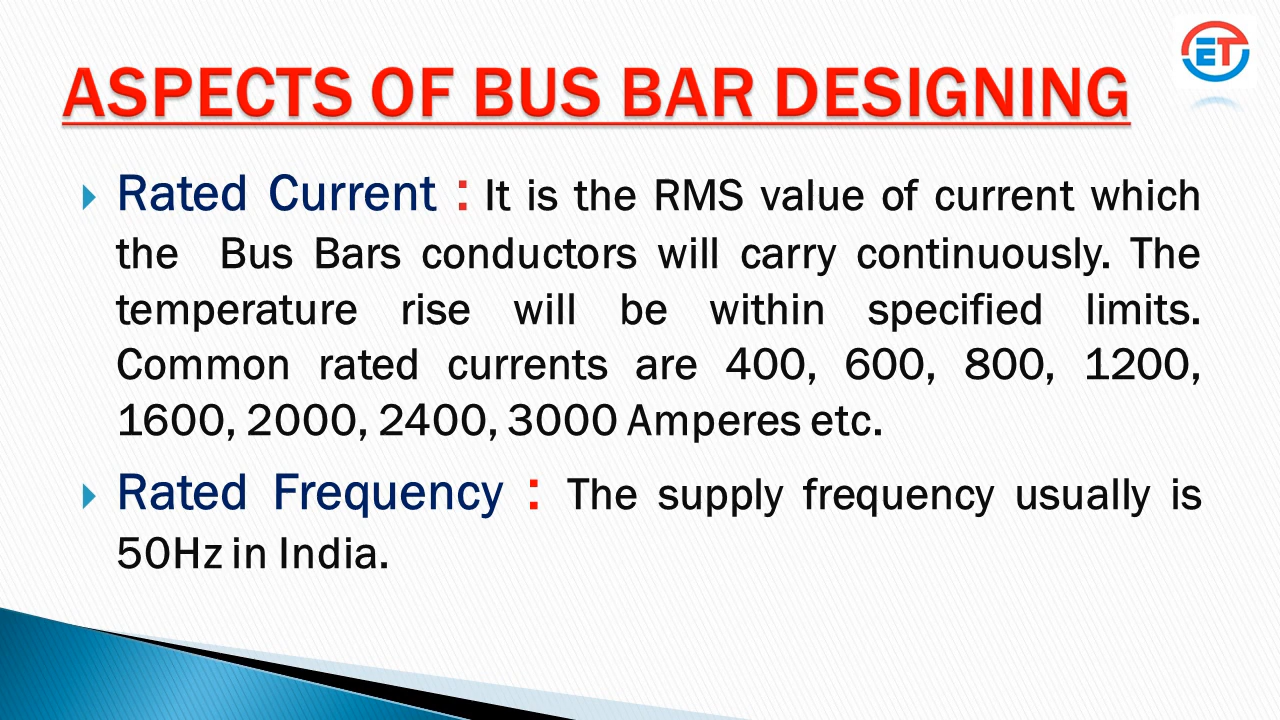 ET
ASPECTS OF BUS BAR DESIGNING
Rated Current : It is the RMS value of current which
the Bus Bars conductors will carry continuously. The
temperature rise will be within specified limits.
Common rated currents are 400, 600, 800, 1200,
1600, 2000, 2400, 3000 Amperes etc.
Rated Frequency : The supply frequency usually is
50Hz in India.